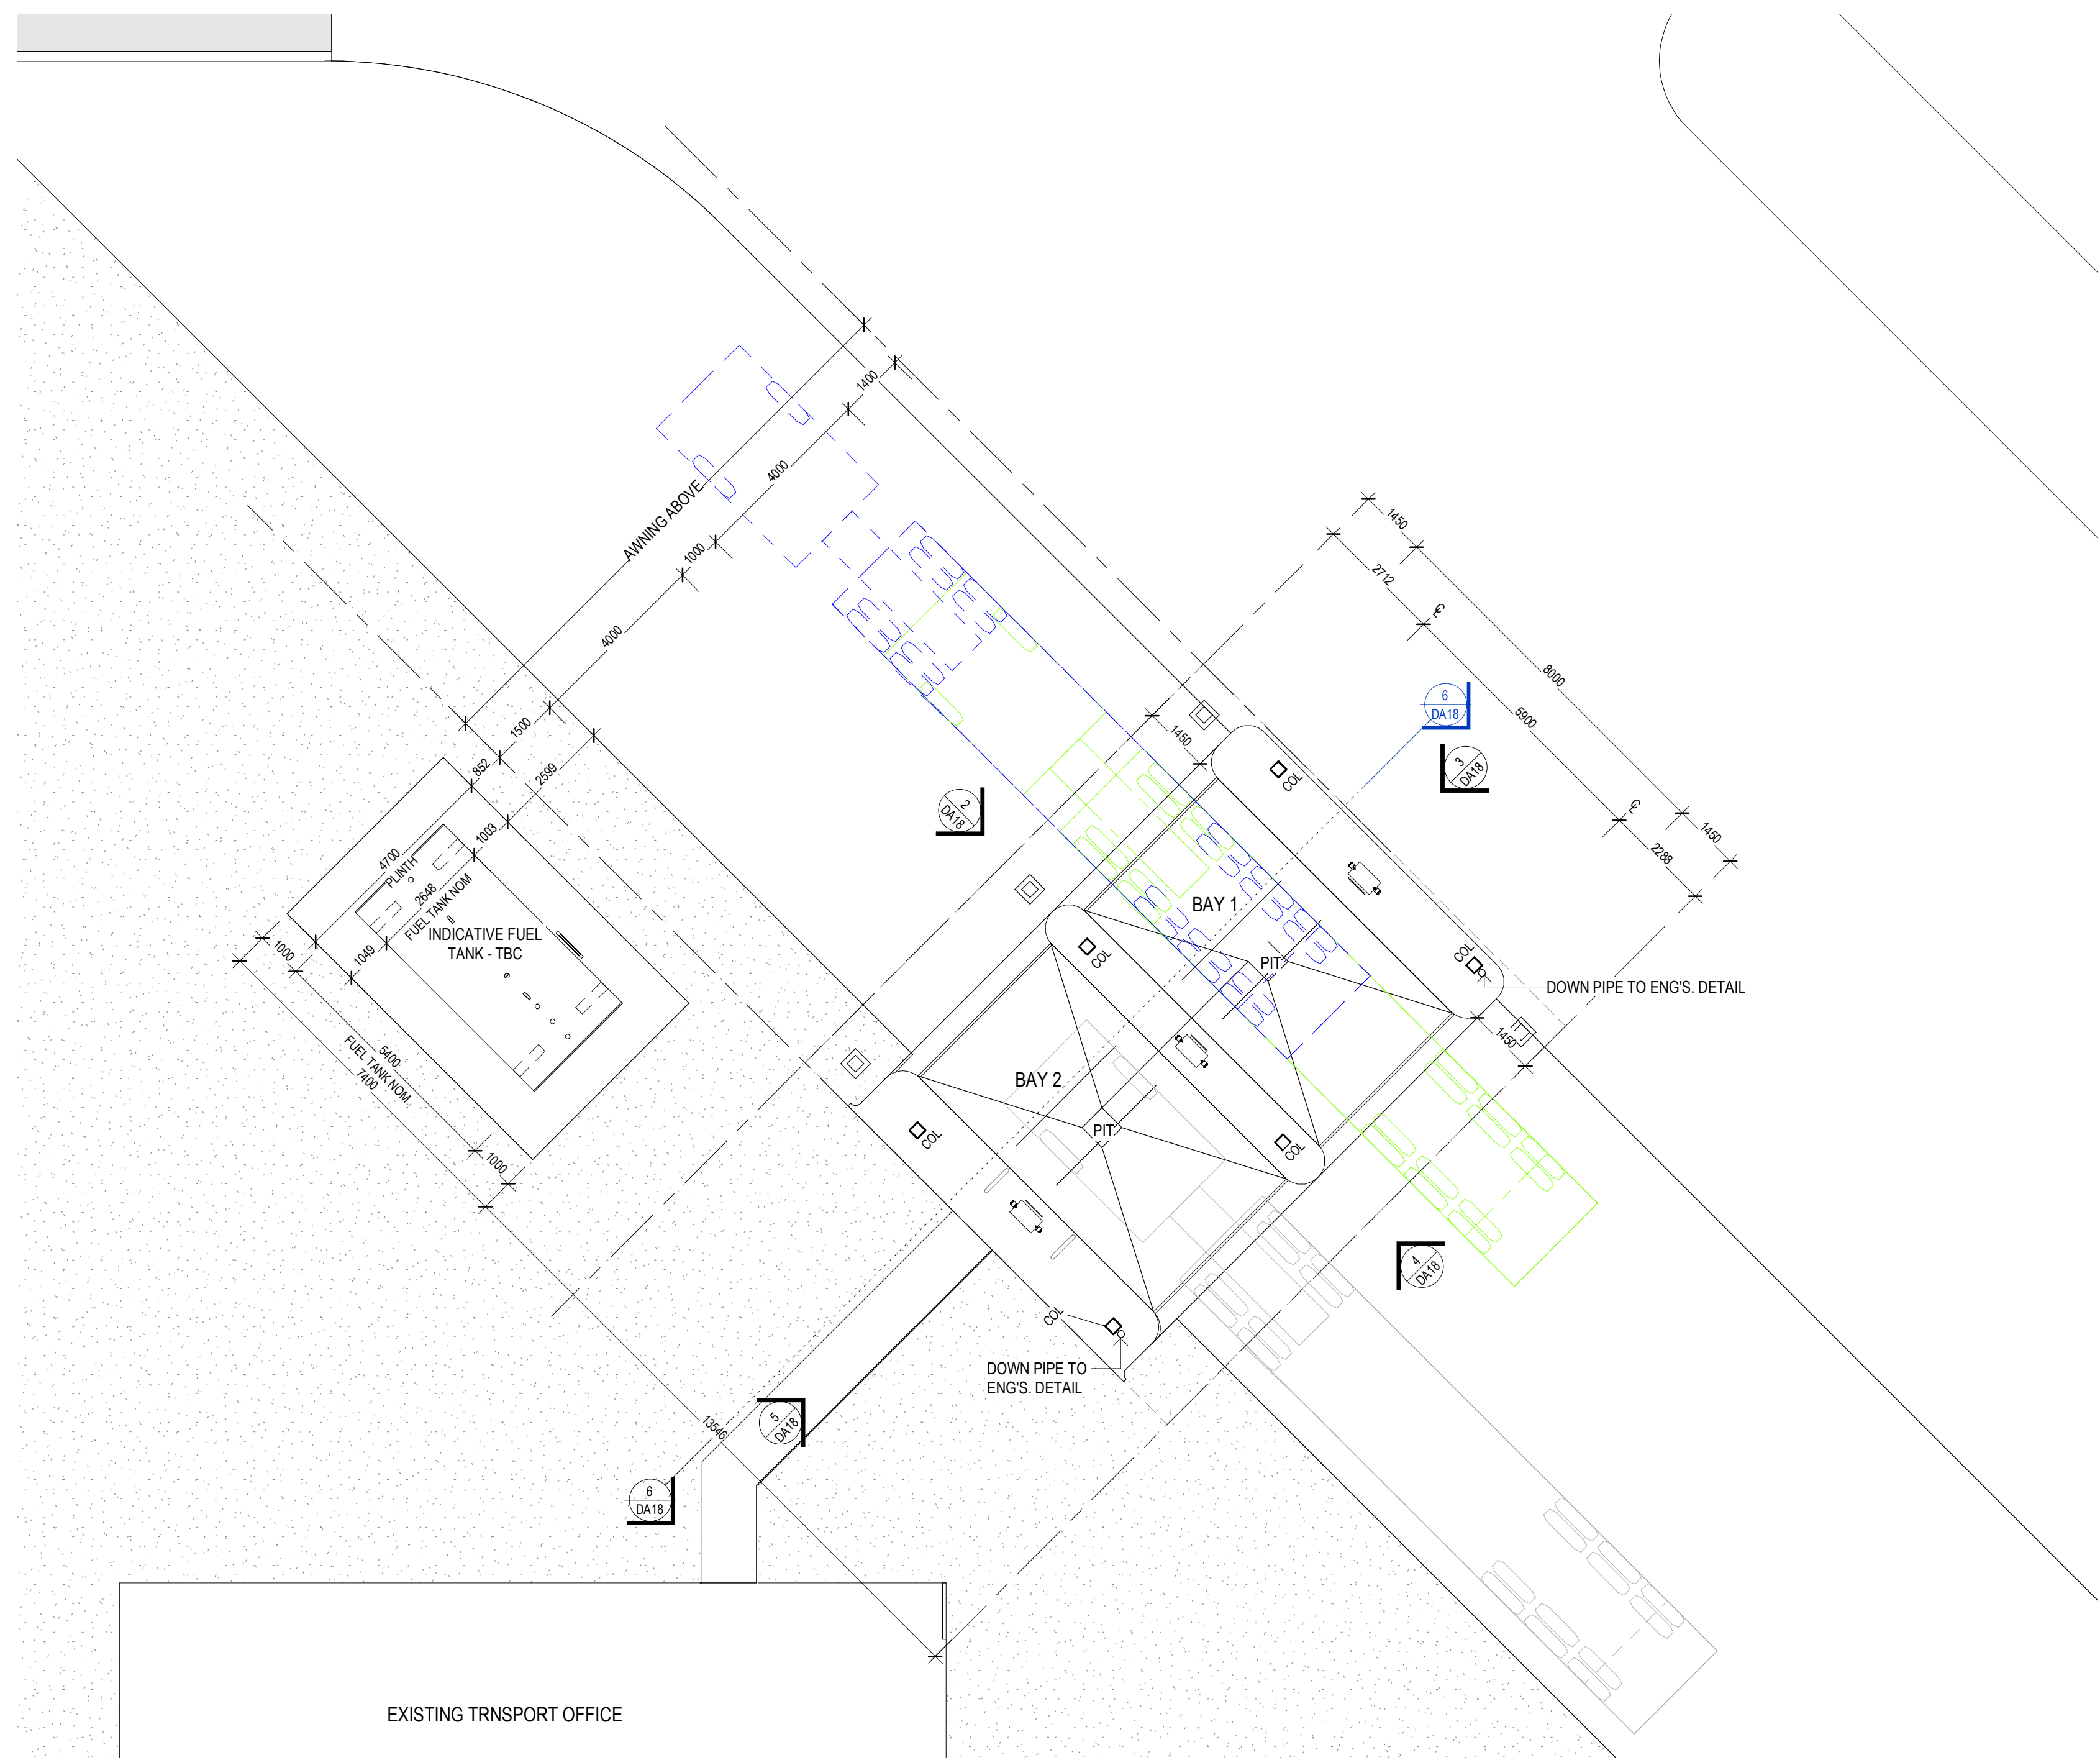 1400
4000
AWNING ABOVE
1000
4000
1500
852
2599
1450
2712
℄
8000
5900
℄
1450
2288
6
DA18
3
DA18
1450
2
DA18
COL
4700
PLINTH
1003
2648
FUEL TANK NOM
INDICATIVE FUEL
TANK - TBC
1049
1000
5400
FUEL TANK NOM
7400
1000
BAY 1
COL
PIT
COL
DOWN PIPE TO ENG'S. DETAIL
1450
BAY 2
PIT
COL
COL
4
DA18
COL
DOWN PIPE TO
ENG'S. DETAIL
13546
5
DA18
6
DA18
EXISTING TRNSPORT OFFICE